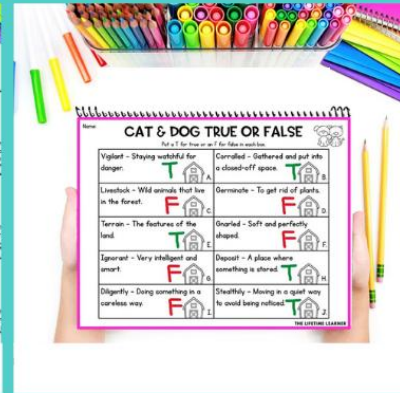 Name:
CAT & DOG TRUE OR FALSE
Put a T for true or an F for false in each box.
Vigilant - Staying watchful for
danger.
T
A.
Corralled - Gathered and put into
a closed-off space.
T
B.
Livestock - Wild animals that live
in the forest.
F
C.
Germinate - To get rid of plants.
F
D.
Terrain - The features of the
land.
T
E.
Gnarled - Soft and perfectly
shaped.
F
F.
Ignorant - Very intelligent and
smart.
F
G.
Deposit - A place where
something is stored.
T
H.
Diligently - Doing something in a
careless way.
F
I.
Stealthily - Moving in a quiet way
to avoid being noticed.
T
J.
THE LIFETIME LEARNER